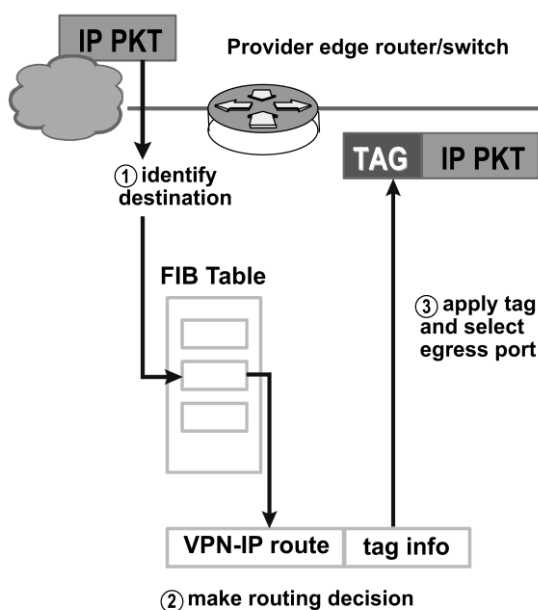 IP PKT
Provider edge router/switch
TAG IP PKT
① identify
destination
FIB Table
③ apply tag
and select
egress port
VPN-IP route tag info
② make routing decision